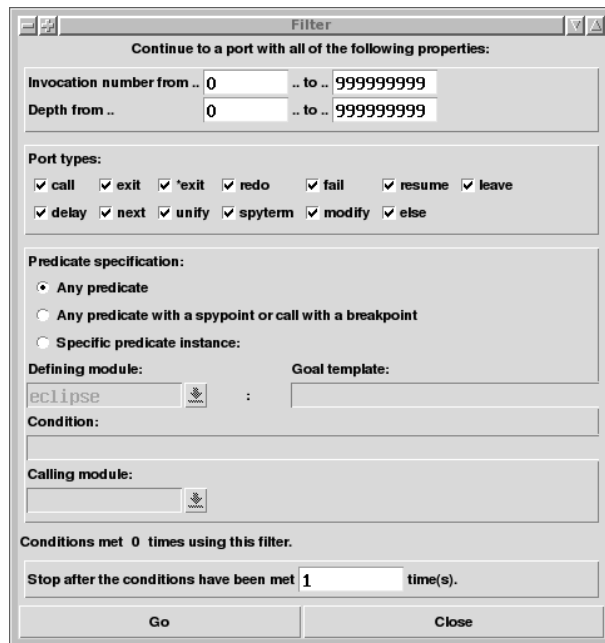 Filter
Continue to a port with all of the following properties:
Invocation number from .. 0 .. to .. 999999999
Depth from .. 0 .. to .. 999999999
Port types:
call exit *exit redo fail resume leave
delay next unify spyterm modify else
Predicate specification:
Any predicate
Any predicate with a spypoint or call with a breakpoint
Specific predicate instance:
Defining module: Goal template:
eclipse :
Condition:
Calling module:
Conditions met 0 times using this filter.
Stop after the conditions have been met 1 time(s).
Go Close